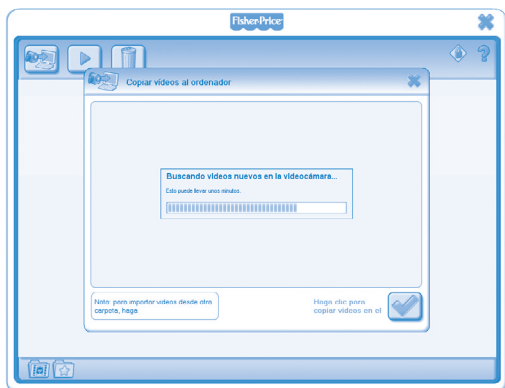 Fisher-Price
Copiar vídeos al ordenador
Buscando vídeos nuevos en la videocámara...
Esto puede llevar unos minutos.
Nota: para importar vídeos desde otra
carpeta, haga
Haga clic para
copiar vídeos en el